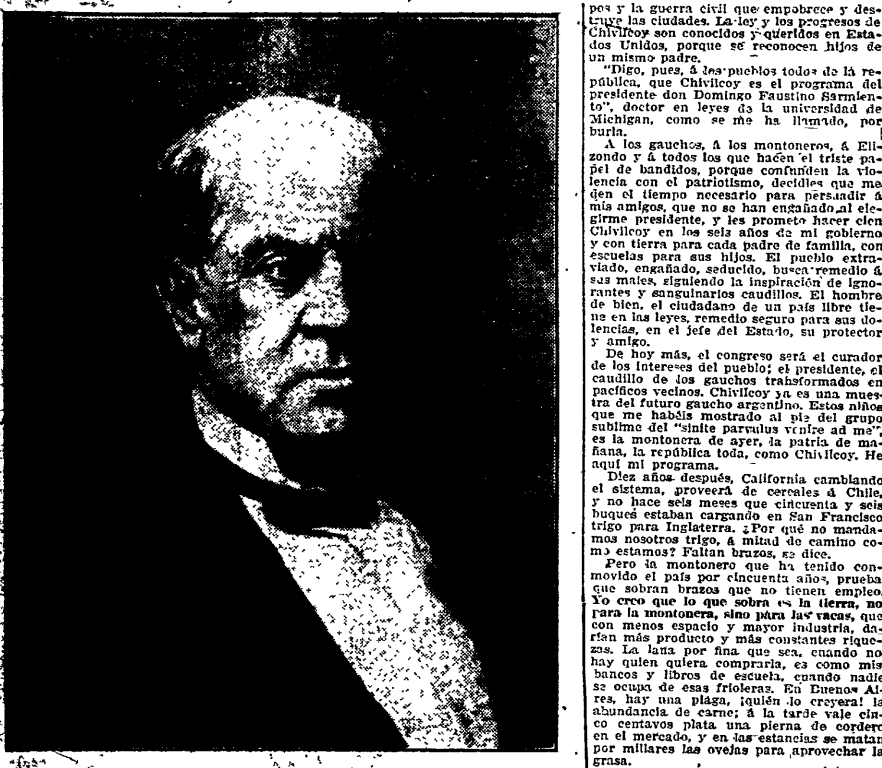 pos y la guerra civil que empobrece y des-
truye las ciudades. La ley y los progresos de
Chivilcoy son conocidos y queridos en Esta-
dos Unidos, porque se reconocen hijos de
un mismo padre.
"Digo, pues, á los pueblos todos de lá re-
pública, que Chivilcoy es el programa del
presidente don Domingo Faustino Sarmien-
to", doctor en leyes de la universidad de
Michigan, como se me ha llamado, por
burla.
A los gauchos, á los montoneros, á Eli-
zondo y á todos los que hacen el triste pa-
pel de bandidos, porque confunden la vio-
lencia con el patriotismo, decidles que me
den el tiempo necesario para persuadir á
mis amigos, que no se han engañado al ele-
girme presidente, y les prometo hacer cien
Chivilcoy en los seis años de mi gobierno
y con tierra para cada padre de familia, con
escuelas para sus hijos. El pueblo extra-
viado, engañado, seducido, busca remedio á
sus males, siguiendo la inspiración de igno-
rantes y sanguinarios caudillos. El hombre
de bien, el ciudadano de un país libre tie-
ne en las leyes, remedio seguro para sus do-
lencias, en el jefe del Estado, su protector
y amigo.
De hoy más, el congreso será el curador
de los intereses del pueblo; el presidente, el
caudillo de los gauchos transformados en
pacíficos vecinos. Chivilcoy ya es una mues-
tra del futuro gaucho argentino. Estos niños
que me habéis mostrado al pie del grupo
sublime del "sinite parvulus venire ad me",
es la montonera de ayer, la patria de ma-
ñana, la república toda, como Chivilcoy. He
aquí mi programa.
Diez años después, California cambiando
el sistema, proveerá de cereales á Chile,
y no hace seis meses que cincuenta y seis
buques estaban cargando en San Francisco
trigo para Inglaterra. ¿Por qué no manda-
mos nosotros trigo, á mitad de camino co-
mo estamos? Faltan brazos, se dice.
Pero la montonero que ha tenido con-
movido el país por cincuenta años, prueba
que sobran brazos que no tienen empleo.
Yo creo que lo que sobra es la tierra, no
para la montonera, sino para las vacas, que
con menos espacio y mayor industria, da-
rían más producto y más constantes rique-
zas. La lana por fina que sea, cuando no
hay quien quiera comprarla, es como mis
bancos y libros de escuela, cuando nadie
se ocupa de esas frioleras. En Buenos Ai-
res, hay una plaga, ¡quién lo creyera! la
abundancia de carne; á la tarde vale cin-
co centavos plata una pierna de cordero
en el mercado, y en las estancias se matan
por millares las ovejas para aprovechar la
grasa.